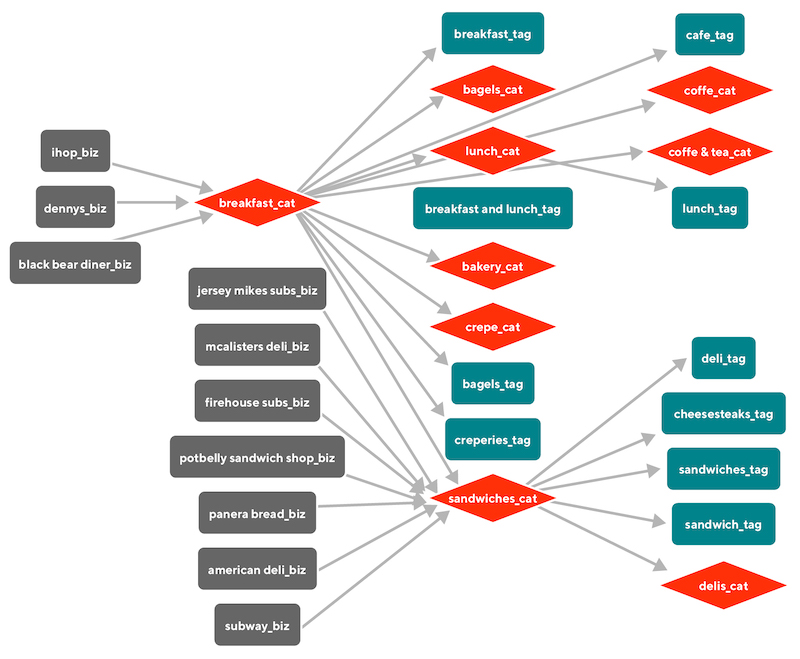 breakfast_tag
cafe_tag
bagels_cat
coffe_cat
ihop_biz
lunch_cat
coffe & tea_cat
dennys_biz
breakfast_cat
breakfast and lunch_tag
lunch_tag
black bear diner_biz
bakery_cat
jersey mikes subs_biz
crepe_cat
mcalisters deli_biz
deli_tag
bagels_tag
firehouse subs_biz
cheesesteaks_tag
creperies_tag
potbelly sandwich shop_biz
sandwiches_tag
sandwiches_cat
panera bread_biz
sandwich_tag
american deli_biz
delis_cat
subway_biz